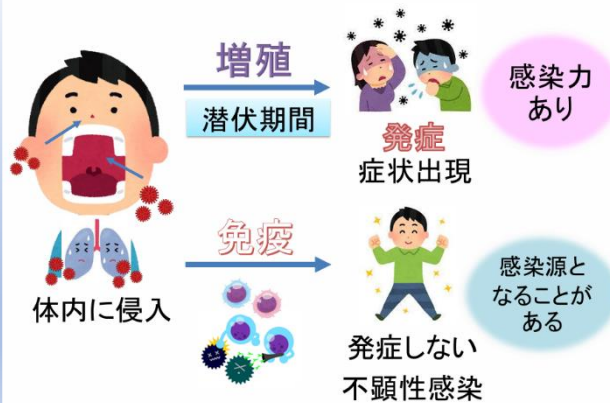 増殖
潜伏期間
発症
症状出現
感染力
あり
体内に侵入
免疫
発症しない
不顕性感染
感染源と
なることが
ある